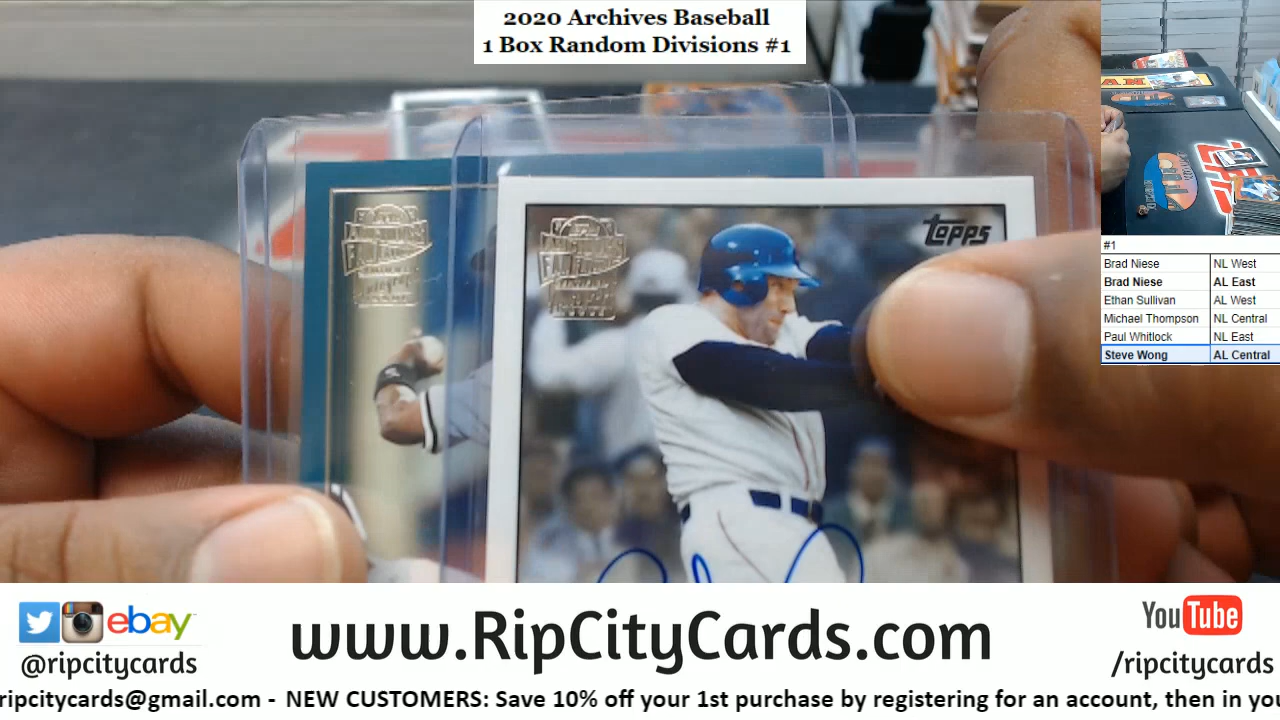 2020 Archives Baseball
1 Box Random Divisions #1
#1
Brad Niese NL West
Brad Niese AL East
Ethan Sullivan AL West
Michael Thompson NL Central
Paul Whitlock NL East
Steve Wong AL Central
Topps
ebay
@ripcitycards
www.RipCityCards.com
YouTube
/ripcitycards
ripcitycards@gmail.com - NEW CUSTOMERS: Save 10% off your 1st purchase by registering for an account, then in you